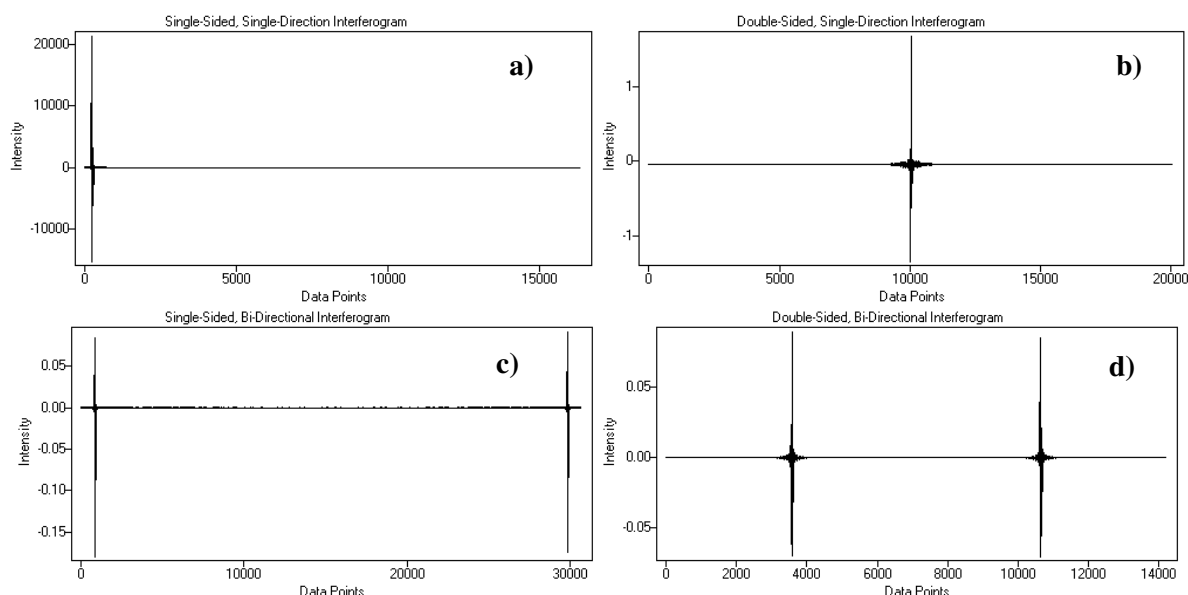 Single-Sided, Single-Direction Interferogram
a)
20000
10000
0
-10000
Intensity
0 5000 10000 15000
Data Points
Double-Sided, Single-Direction Interferogram
b)
1
0
-1
Intensity
0 5000 10000 15000 20000
Data Points
Single-Sided, Bi-Directional Interferogram
c)
0.05
0.00
-0.05
-0.10
-0.15
Intensity
0 10000 20000 30000
Data Points
Double-Sided, Bi-Directional Interferogram
d)
0.05
0.00
-0.05
Intensity
0 2000 4000 6000 8000 10000 12000 14000
Data Points